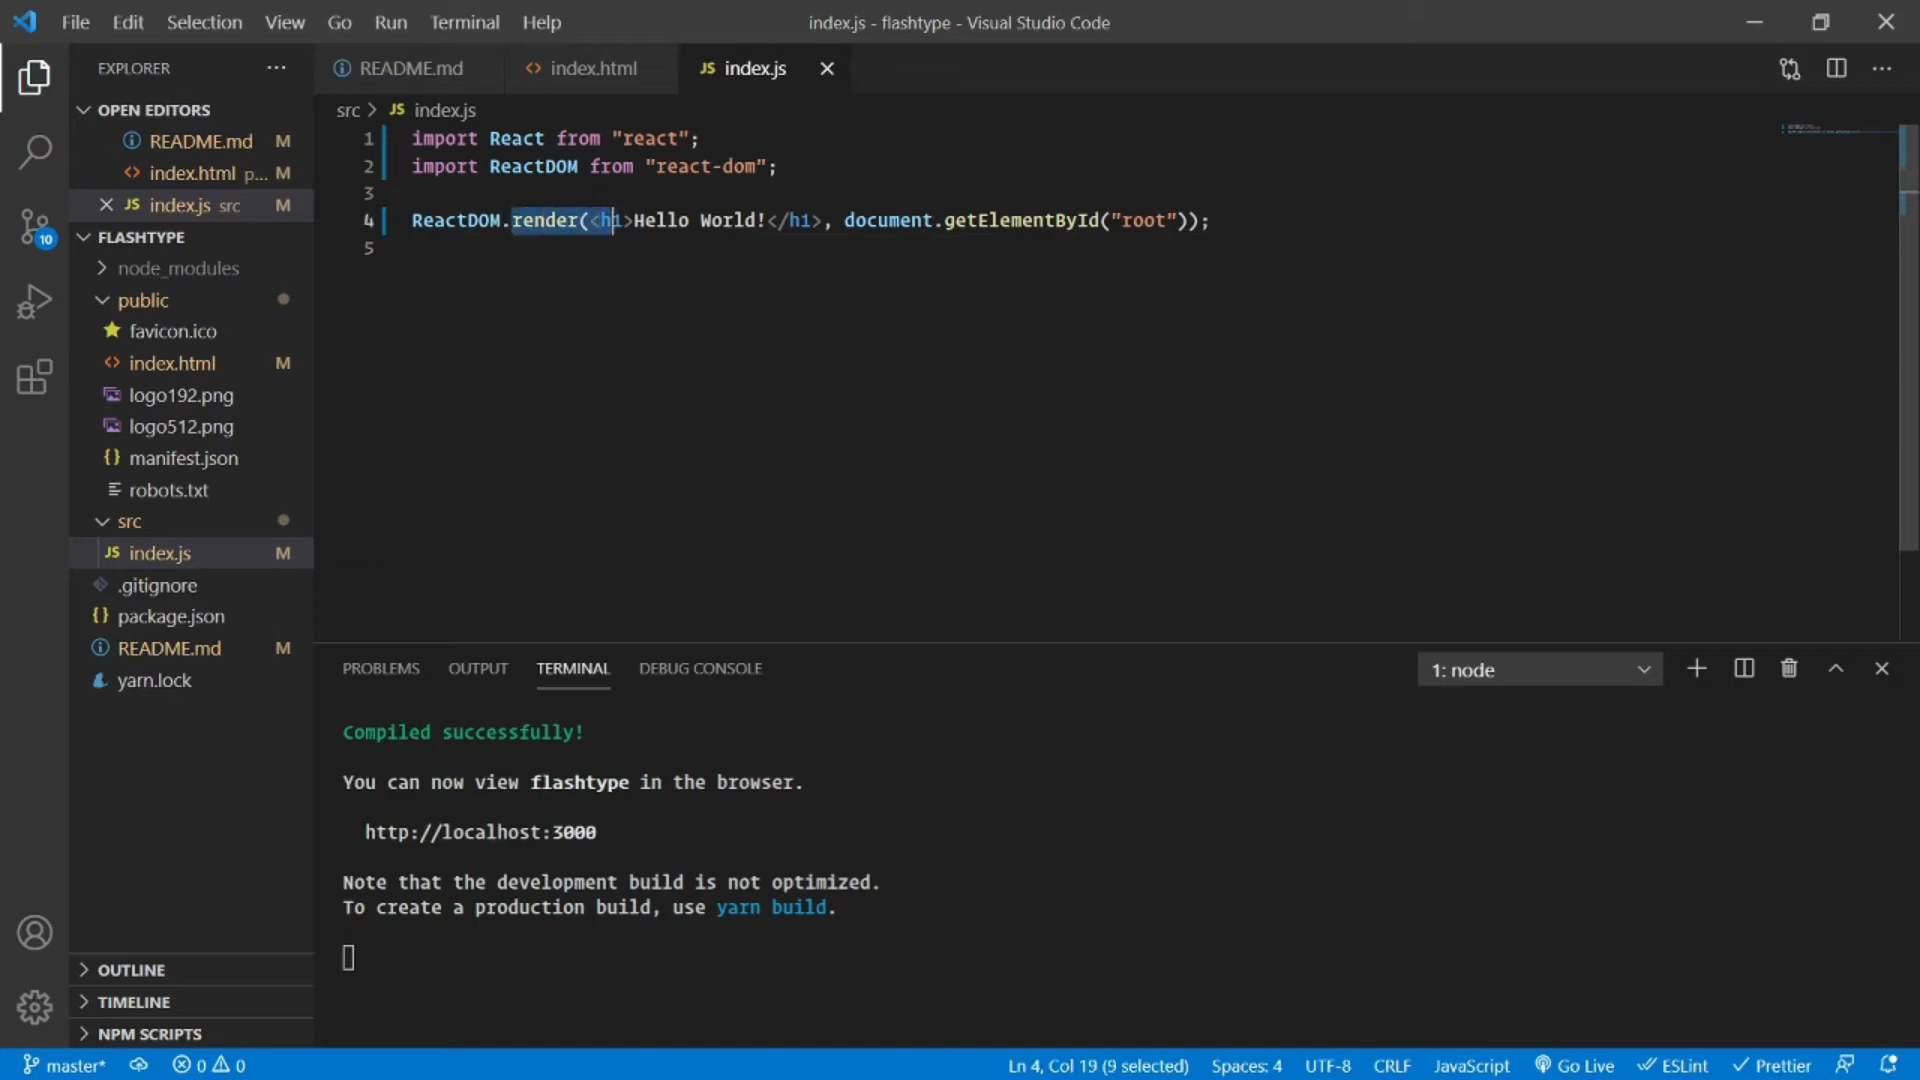 File Edit Selection View Go Run Terminal Help
index.js - flashtype - Visual Studio Code
EXPLORER
README.md index.html JS index.js
OPEN EDITORS
README.md M
index.html p... M
JS index.js src M
FLASHTYPE
node_modules
public
favicon.ico
index.html M
logo192.png
logo512.png
{} manifest.json
robots.txt
src
JS index.js M
.gitignore
{} package.json
README.md M
yarn.lock
OUTLINE
TIMELINE
NPM SCRIPTS
10
src > JS index.js
1 import React from "react";
2 import ReactDOM from "react-dom";
3
4 ReactDOM.render(<h1>Hello World!</h1>, document.getElementById("root"));
5
PROBLEMS OUTPUT TERMINAL DEBUG CONSOLE
1: node
Compiled successfully!
You can now view flashtype in the browser.
http://localhost:3000
Note that the development build is not optimized.
To create a production build, use yarn build.
master* 0 0
Ln 4, Col 19 (9 selected) Spaces: 4 UTF-8 CRLF JavaScript Go Live ESLint Prettier